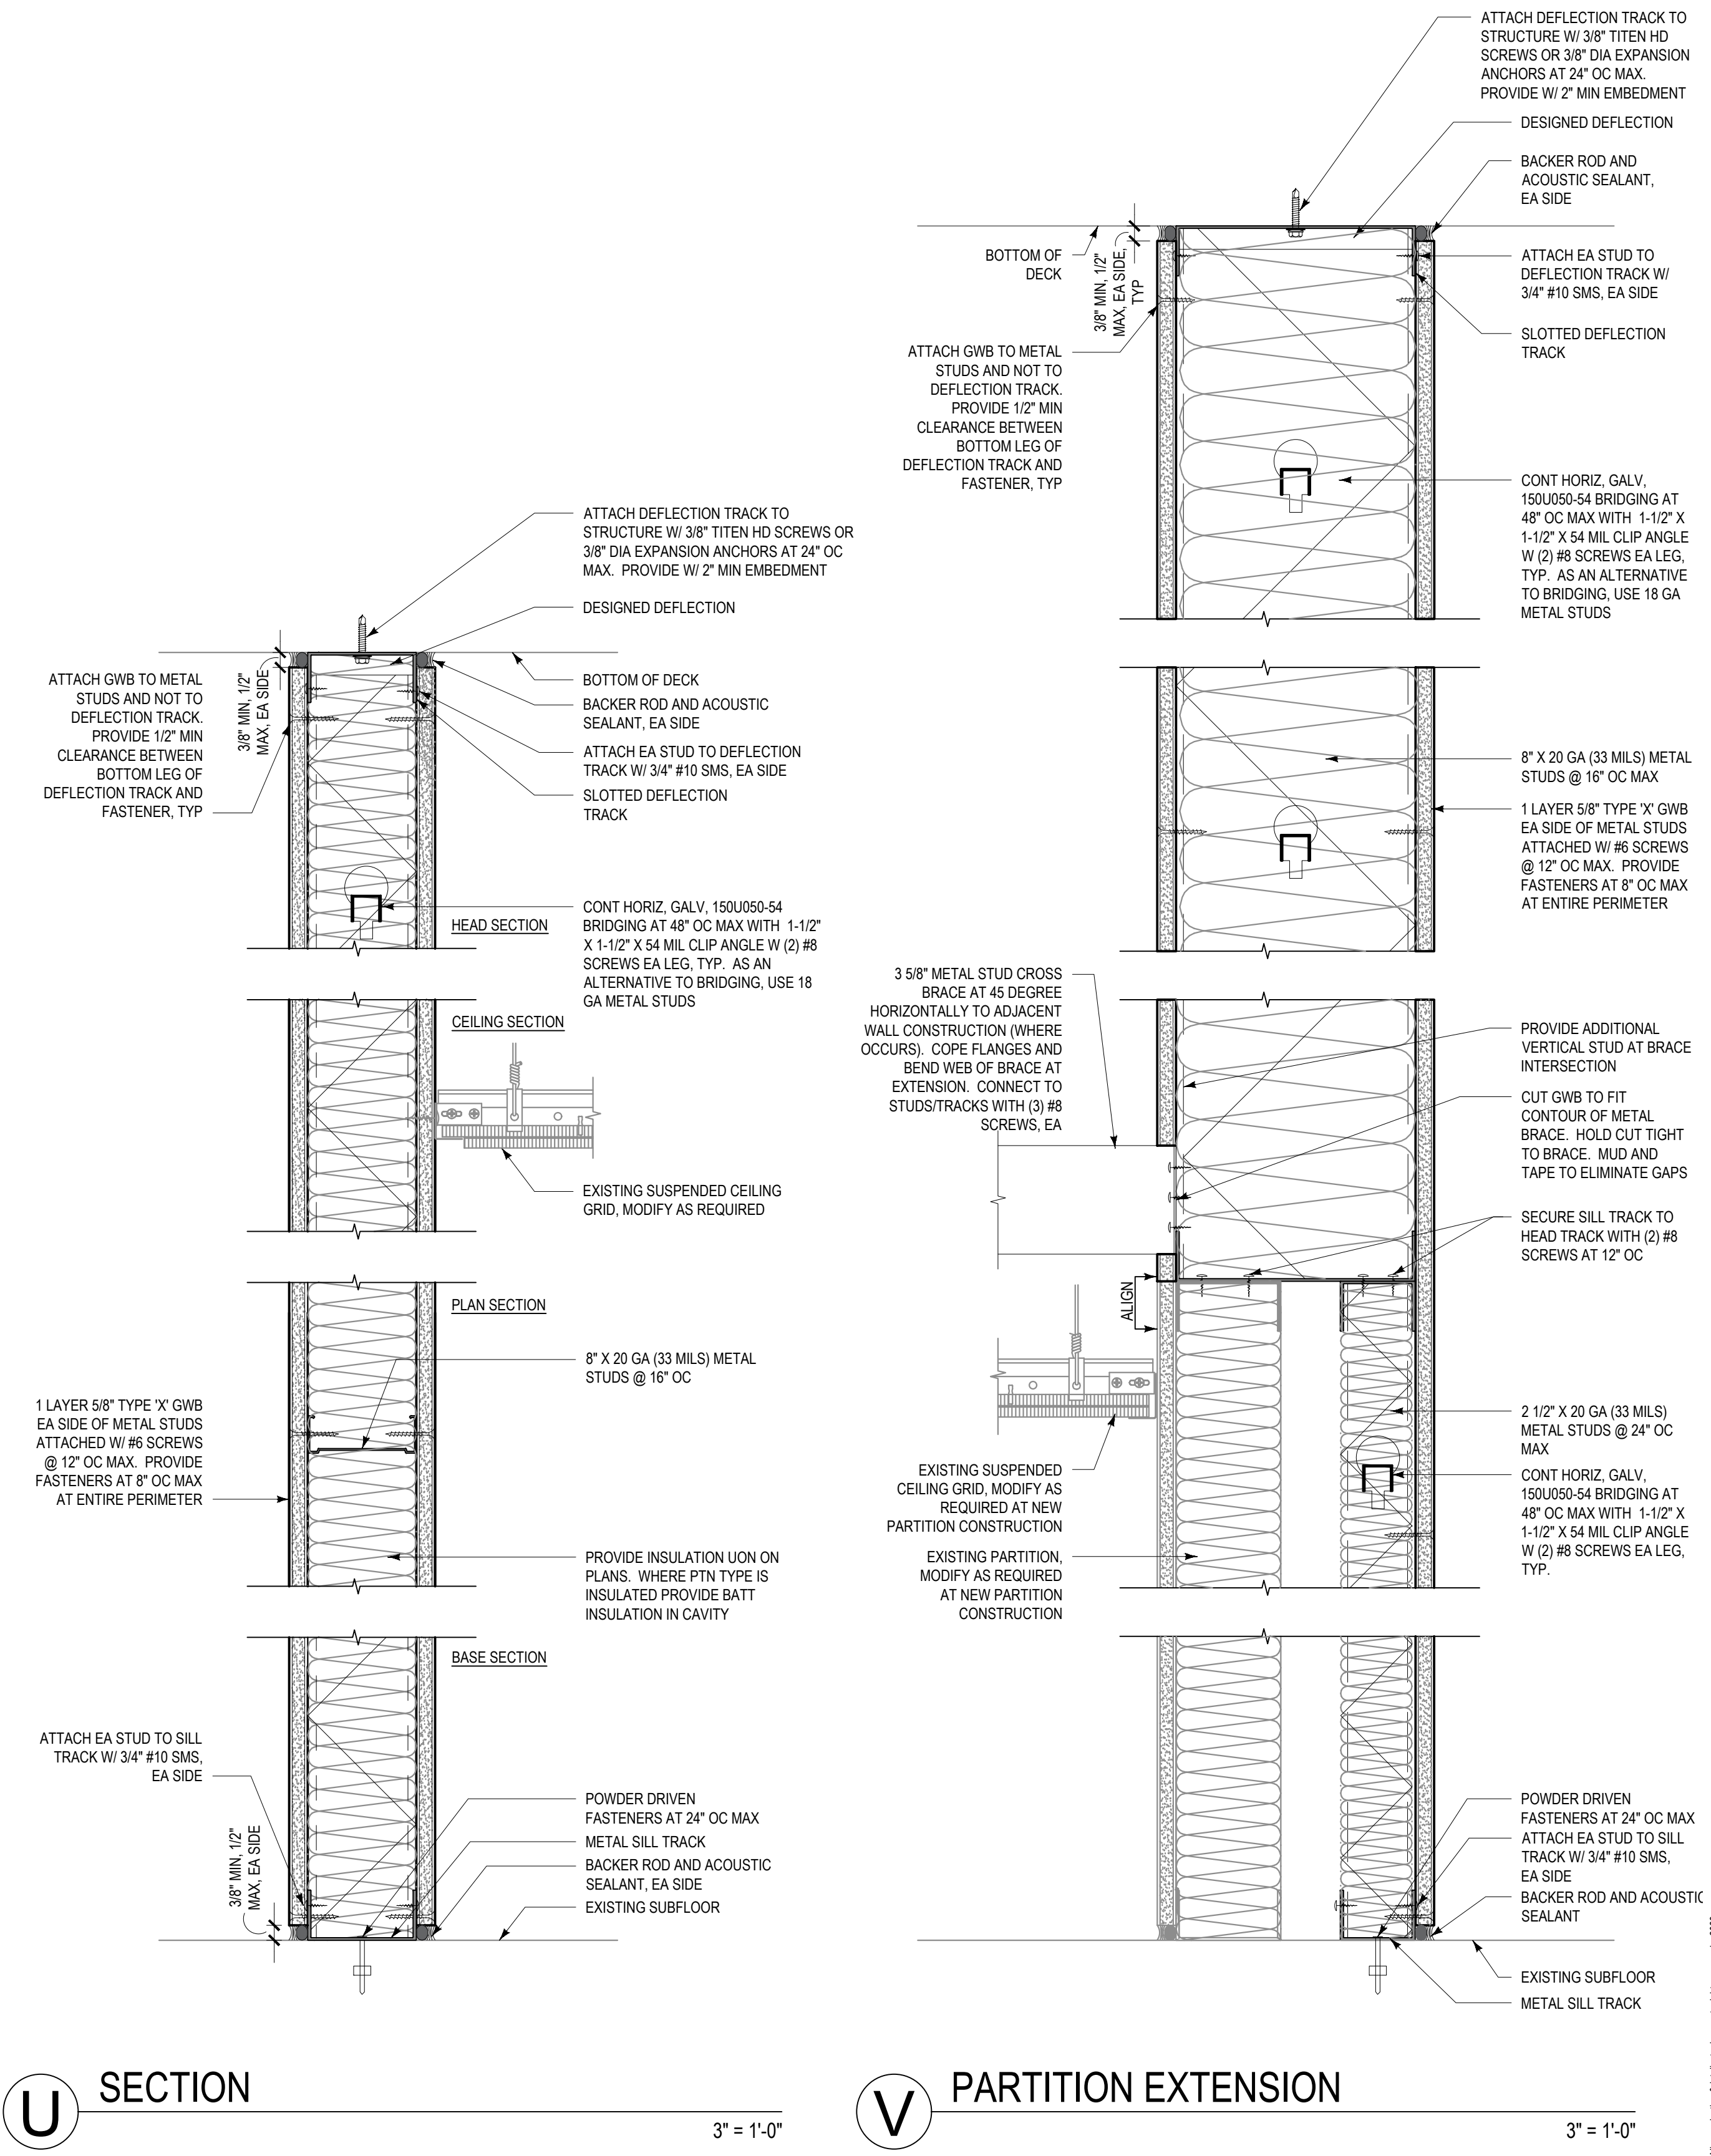 ATTACH DEFLECTION TRACK TO
STRUCTURE W/ 3/8" TITEN HD SCREWS OR
3/8" DIA EXPANSION ANCHORS AT 24" OC
MAX.  PROVIDE W/ 2" MIN EMBEDMENT
DESIGNED DEFLECTION
3/8" MIN, 1/2"
MAX, EA SIDE
ATTACH GWB TO METAL
STUDS AND NOT TO
DEFLECTION TRACK.
PROVIDE 1/2" MIN
CLEARANCE BETWEEN
BOTTOM LEG OF
DEFLECTION TRACK AND
FASTENER, TYP
BOTTOM OF DECK
BACKER ROD AND ACOUSTIC
SEALANT, EA SIDE
ATTACH EA STUD TO DEFLECTION
TRACK W/ 3/4" #10 SMS, EA SIDE
SLOTTED DEFLECTION
TRACK
HEAD SECTION
CONT HORIZ, GALV, 150U050-54
BRIDGING AT 48" OC MAX WITH  1-1/2"
X 1-1/2" X 54 MIL CLIP ANGLE W (2) #8
SCREWS EA LEG, TYP.  AS AN
ALTERNATIVE TO BRIDGING, USE 18
GA METAL STUDS
CEILING SECTION
EXISTING SUSPENDED CEILING
GRID, MODIFY AS REQUIRED
PLAN SECTION
8" X 20 GA (33 MILS) METAL
STUDS @ 16" OC
1 LAYER 5/8" TYPE 'X' GWB
EA SIDE OF METAL STUDS
ATTACHED W/ #6 SCREWS
@ 12" OC MAX.  PROVIDE
FASTENERS AT 8" OC MAX
AT ENTIRE PERIMETER
PROVIDE INSULATION UON ON
PLANS.  WHERE PTN TYPE IS
INSULATED PROVIDE BATT
INSULATION IN CAVITY
BASE SECTION
ATTACH EA STUD TO SILL
TRACK W/ 3/4" #10 SMS,
EA SIDE
3/8" MIN, 1/2"
MAX, EA SIDE
POWDER DRIVEN
FASTENERS AT 24" OC MAX
METAL SILL TRACK
BACKER ROD AND ACOUSTIC
SEALANT, EA SIDE
EXISTING SUBFLOOR
U
SECTION
3" = 1'-0"
ATTACH DEFLECTION TRACK TO
STRUCTURE W/ 3/8" TITEN HD
SCREWS OR 3/8" DIA EXPANSION
ANCHORS AT 24" OC MAX.
PROVIDE W/ 2" MIN EMBEDMENT
DESIGNED DEFLECTION
BACKER ROD AND
ACOUSTIC SEALANT,
EA SIDE
BOTTOM OF
DECK
3/8" MIN, 1/2"
MAX, EA SIDE,
TYP
ATTACH EA STUD TO
DEFLECTION TRACK W/
3/4" #10 SMS, EA SIDE
SLOTTED DEFLECTION
TRACK
ATTACH GWB TO METAL
STUDS AND NOT TO
DEFLECTION TRACK.
PROVIDE 1/2" MIN
CLEARANCE BETWEEN
BOTTOM LEG OF
DEFLECTION TRACK AND
FASTENER, TYP
CONT HORIZ, GALV,
150U050-54 BRIDGING AT
48" OC MAX WITH  1-1/2" X
1-1/2" X 54 MIL CLIP ANGLE
W (2) #8 SCREWS EA LEG,
TYP.  AS AN ALTERNATIVE
TO BRIDGING, USE 18 GA
METAL STUDS
8" X 20 GA (33 MILS) METAL
STUDS @ 16" OC MAX
1 LAYER 5/8" TYPE 'X' GWB
EA SIDE OF METAL STUDS
ATTACHED W/ #6 SCREWS
@ 12" OC MAX.  PROVIDE
FASTENERS AT 8" OC MAX
AT ENTIRE PERIMETER
3 5/8" METAL STUD CROSS
BRACE AT 45 DEGREE
HORIZONTALLY TO ADJACENT
WALL CONSTRUCTION (WHERE
OCCURS).  COPE FLANGES AND
BEND WEB OF BRACE AT
EXTENSION.  CONNECT TO
STUDS/TRACKS WITH (3) #8
SCREWS, EA
PROVIDE ADDITIONAL
VERTICAL STUD AT BRACE
INTERSECTION
CUT GWB TO FIT
CONTOUR OF METAL
BRACE.  HOLD CUT TIGHT
TO BRACE.  MUD AND
TAPE TO ELIMINATE GAPS
SECURE SILL TRACK TO
HEAD TRACK WITH (2) #8
SCREWS AT 12" OC
ALIGN
2 1/2" X 20 GA (33 MILS)
METAL STUDS @ 24" OC
MAX
CONT HORIZ, GALV,
150U050-54 BRIDGING AT
48" OC MAX WITH  1-1/2" X
1-1/2" X 54 MIL CLIP ANGLE
W (2) #8 SCREWS EA LEG,
TYP.
EXISTING SUSPENDED
CEILING GRID, MODIFY AS
REQUIRED AT NEW
PARTITION CONSTRUCTION
EXISTING PARTITION,
MODIFY AS REQUIRED
AT NEW PARTITION
CONSTRUCTION
POWDER DRIVEN
FASTENERS AT 24" OC MAX
ATTACH EA STUD TO SILL
TRACK W/ 3/4" #10 SMS,
EA SIDE
BACKER ROD AND ACOUSTIC
SEALANT
EXISTING SUBFLOOR
METAL SILL TRACK
V
PARTITION EXTENSION
3" = 1'-0"